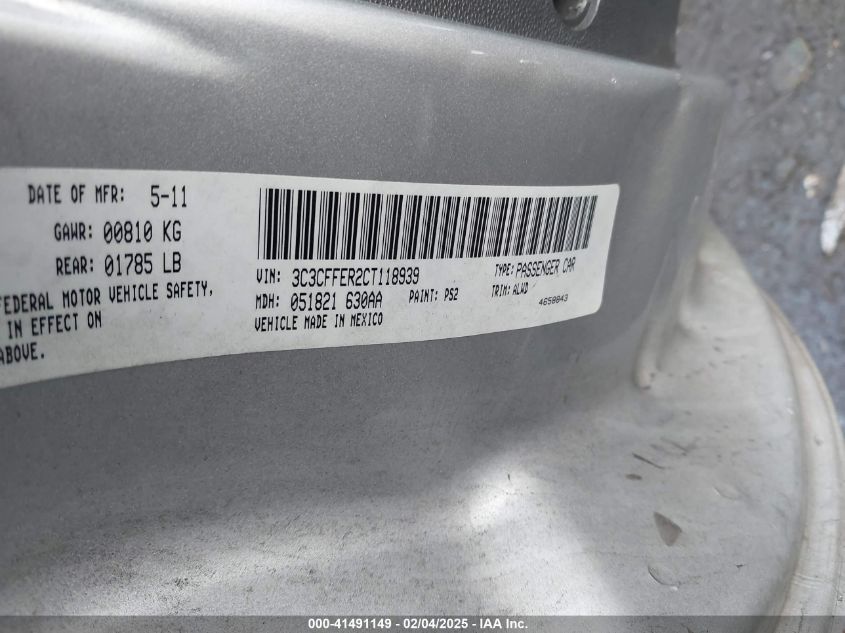 DATE OF MFR: 5-11
GAWR: 00810 KG
REAR: 01785 LB
FEDERAL MOTOR VEHICLE SAFETY,
IN EFFECT ON
ABOVE.
VIN: 3C3CFFER2CT118939
TYPE: PASSENGER CAR
MDH: 051821 630AA
PAINT: PS2
TRIM: ALWD
VEHICLE MADE IN MEXICO
4650043
000-41491149 — 02/04/2025 — IAA Inc.